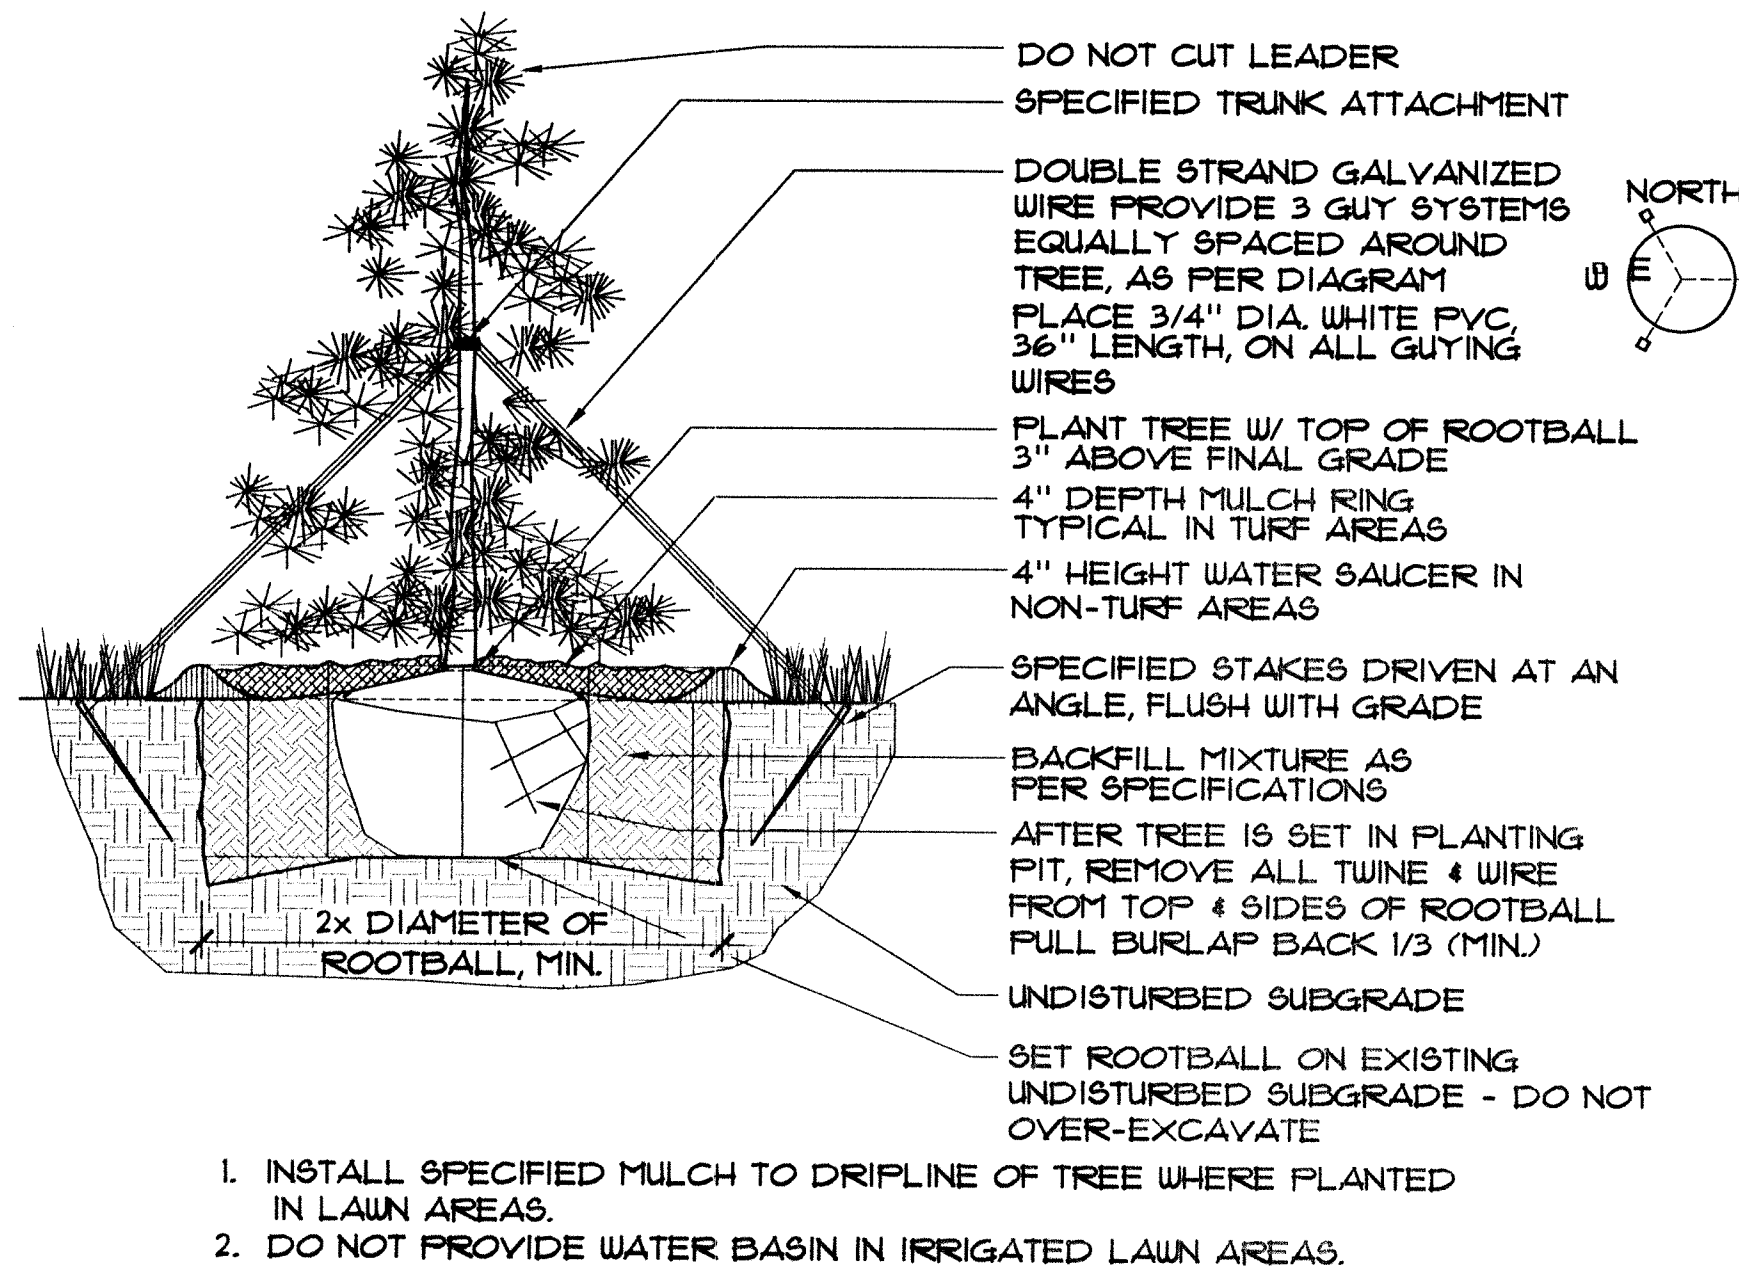 DO NOT CUT LEADER
SPECIFIED TRUNK ATTACHMENT
DOUBLE STRAND GALVANIZED
WIRE PROVIDE 3 GUY SYSTEMS
EQUALLY SPACED AROUND
TREE, AS PER DIAGRAM
PLACE 3/4" DIA. WHITE PVC,
36" LENGTH, ON ALL GUYING
WIRES
NORTH
W E
PLANT TREE W/ TOP OF ROOTBALL
3" ABOVE FINAL GRADE
4" DEPTH MULCH RING
TYPICAL IN TURF AREAS
4" HEIGHT WATER SAUCER IN
NON-TURF AREAS
SPECIFIED STAKES DRIVEN AT AN
ANGLE, FLUSH WITH GRADE
BACKFILL MIXTURE AS
PER SPECIFICATIONS
AFTER TREE IS SET IN PLANTING
PIT, REMOVE ALL TWINE & WIRE
FROM TOP & SIDES OF ROOTBALL
PULL BURLAP BACK 1/3 (MIN.)
2x DIAMETER OF
ROOTBALL, MIN.
UNDISTURBED SUBGRADE
SET ROOTBALL ON EXISTING
UNDISTURBED SUBGRADE - DO NOT
OVER-EXCAVATE
1. INSTALL SPECIFIED MULCH TO DRIPLINE OF TREE WHERE PLANTED
IN LAWN AREAS.
2. DO NOT PROVIDE WATER BASIN IN IRRIGATED LAWN AREAS.